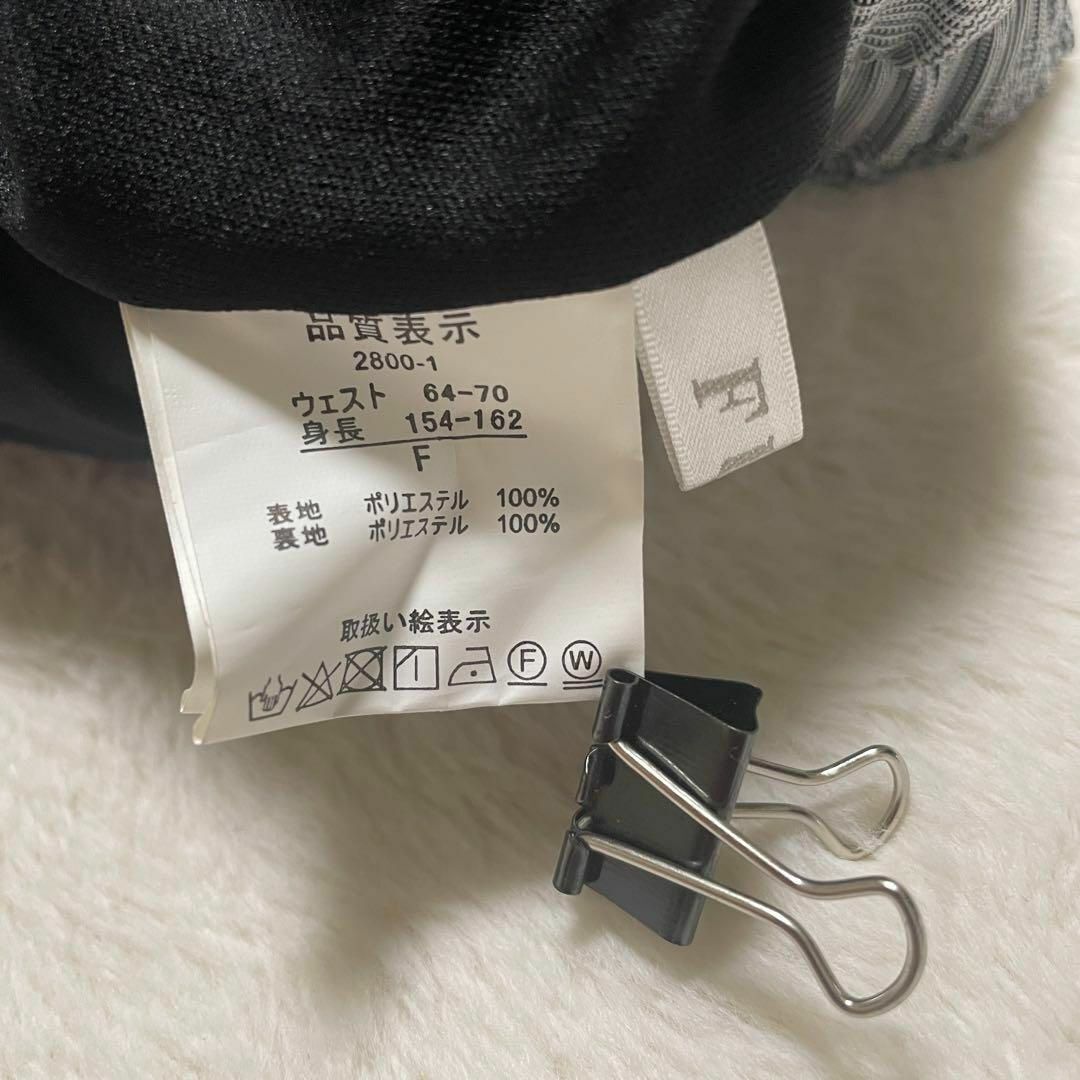 品質表示
2800-1
ウェスト 64-70
身長 154-162
F
表地 ポリエステル 100%
裏地 ポリエステル 100%
取扱い絵表示
F W
F